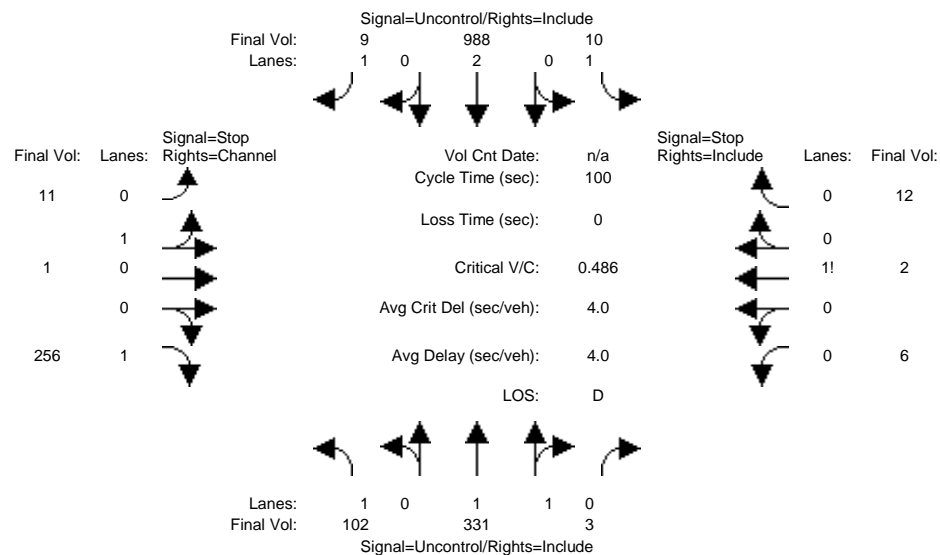 Signal=Uncontrol/Rights=Include
Final Vol: 9 988 10
Lanes: 1 0 2 0 1
Signal=Stop
Final Vol: Lanes: Rights=Channel
Vol Cnt Date: n/a
Signal=Stop
Rights=Include Lanes: Final Vol:
Cycle Time (sec): 100
11 0 0 12
Loss Time (sec): 0
1 0
1 0 Critical V/C: 0.486 1! 2
0 Avg Crit Del (sec/veh): 4.0 0
256 1 Avg Delay (sec/veh): 4.0 0 6
LOS: D
Lanes: 1 0 1 1 0
Final Vol: 102 331 3
Signal=Uncontrol/Rights=Include